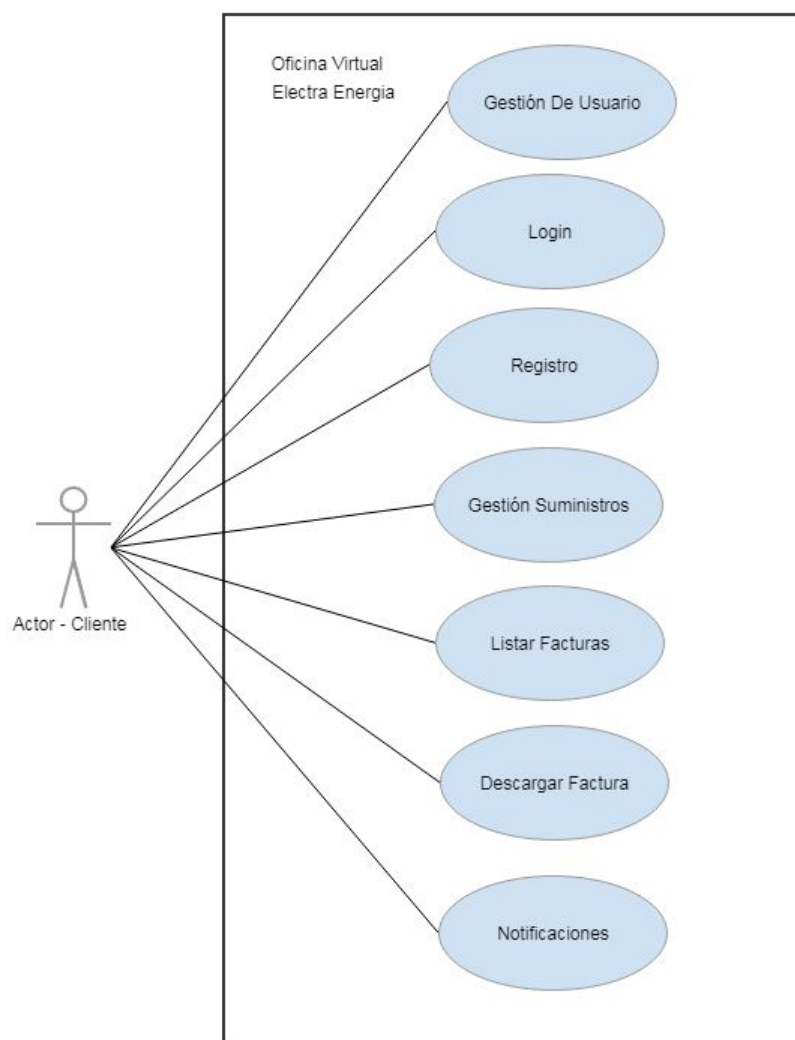 Oficina Virtual
Electra Energia
Gestión De Usuario
Login
Registro
Gestión Suministros
Actor - Cliente
Listar Facturas
Descargar Factura
Notificaciones